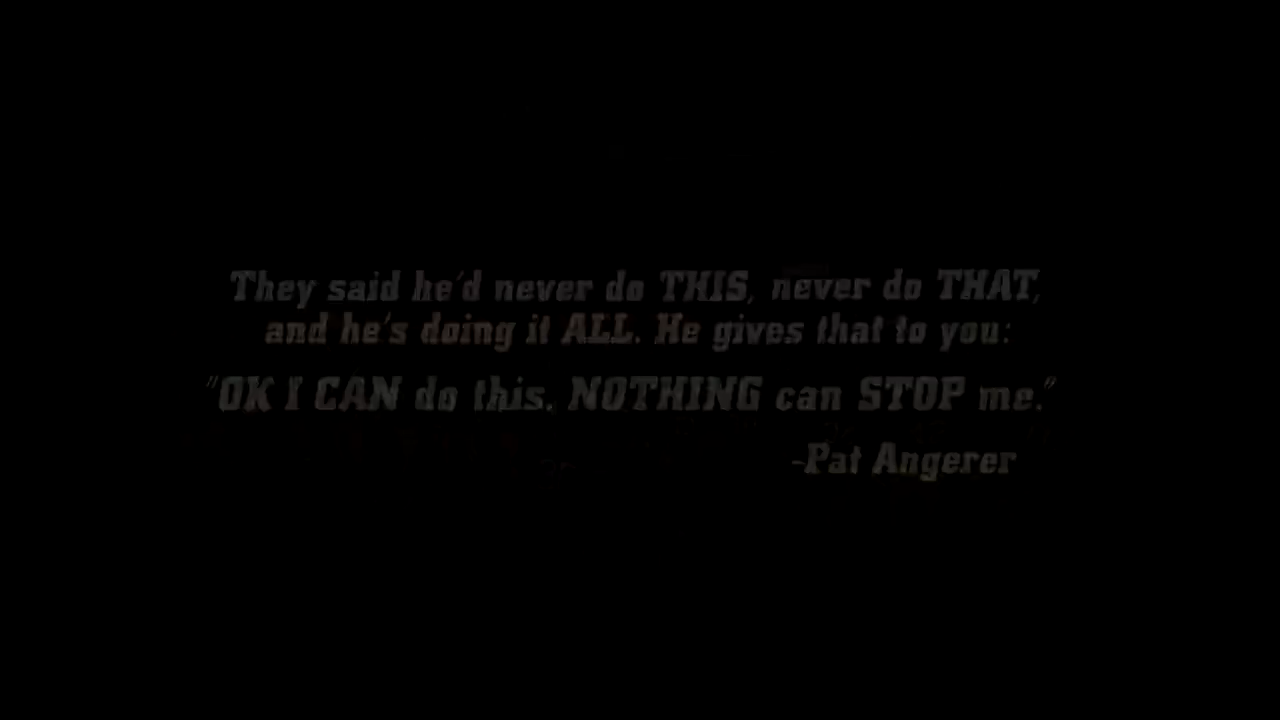 They said he'd never do THIS, never do THAT,
and he's doing it ALL. He gives that to you:
"OK I CAN do this. NOTHING can STOP me."
-Pat Angerer